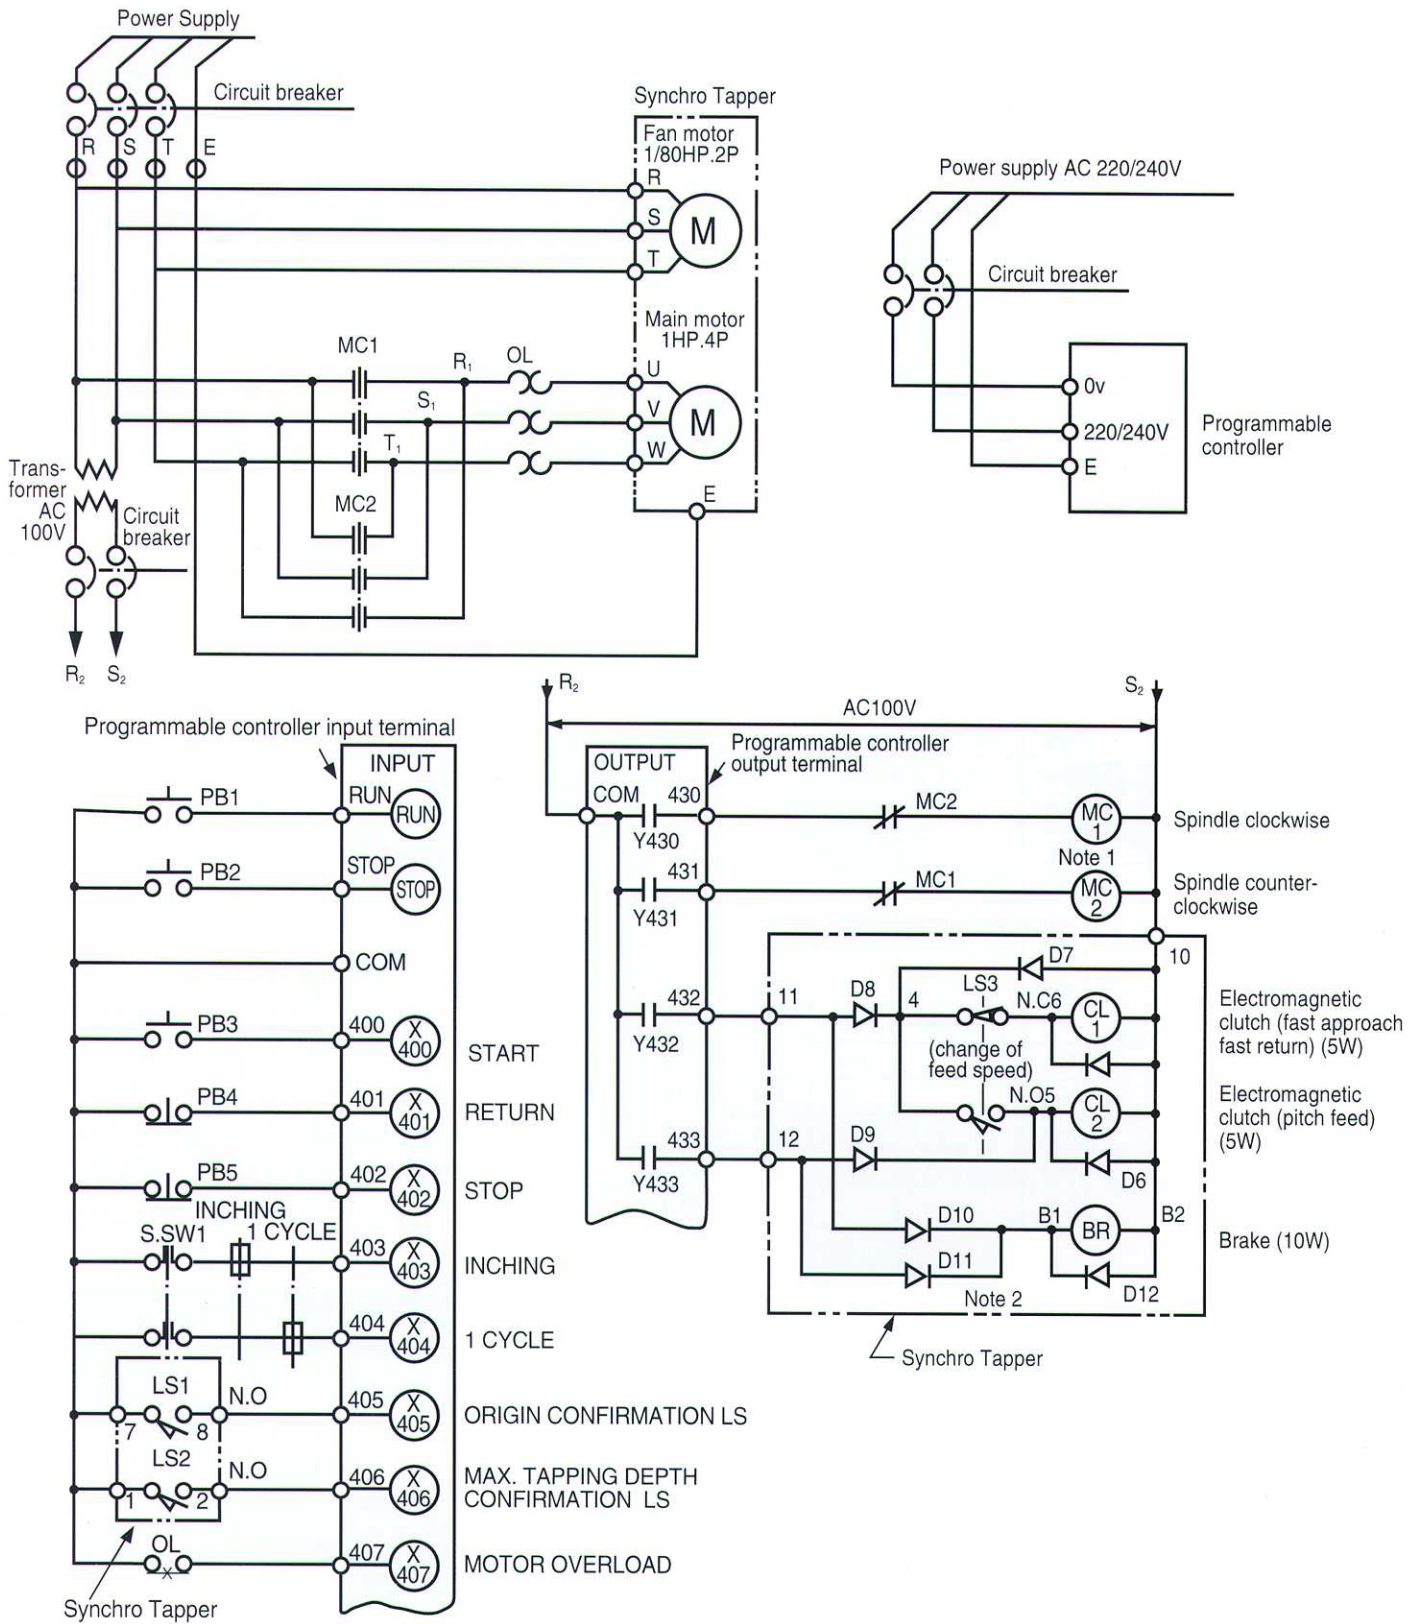 Power Supply
Circuit breaker
R S T E
Synchro Tapper
Fan motor
1/80HP.2P
R
S
T
M
Main motor
1HP.4P
MC1
R1
OL
S1
T1
U
V
W
M
E
MC2
Trans-
former
AC
100V
Circuit
breaker
R2 S2
Power supply AC 220/240V
Circuit breaker
0v
220/240V
E
Programmable
controller
Programmable controller input terminal
INPUT
PB1
RUN
RUN
PB2
STOP
STOP
COM
PB3
400
X
400
START
PB4
401
X
401
RETURN
PB5
402
X
402
STOP
INCHING
S.SW1
1 CYCLE
403
X
403
INCHING
404
X
404
1 CYCLE
LS1
N.O
7 8
405
X
405
ORIGIN CONFIRMATION LS
LS2
N.O
1 2
406
X
406
MAX. TAPPING DEPTH
CONFIRMATION LS
OL
407
X
407
MOTOR OVERLOAD
Synchro Tapper
R2
S2
AC100V
OUTPUT
Programmable controller
output terminal
COM
430
Y430
MC2
MC
1
Spindle clockwise
Note 1
431
Y431
MC1
MC
2
Spindle counter-
clockwise
10
D7
432
Y432
11
D8
4
LS3
N.C6
CL
1
Electromagnetic
clutch (fast approach
fast return) (5W)
(change of
feed speed)
N.O5
CL
2
Electromagnetic
clutch (pitch feed)
(5W)
433
Y433
12
D9
D6
D10
B1
BR
B2
Brake (10W)
D11
D12
Note 2
Synchro Tapper